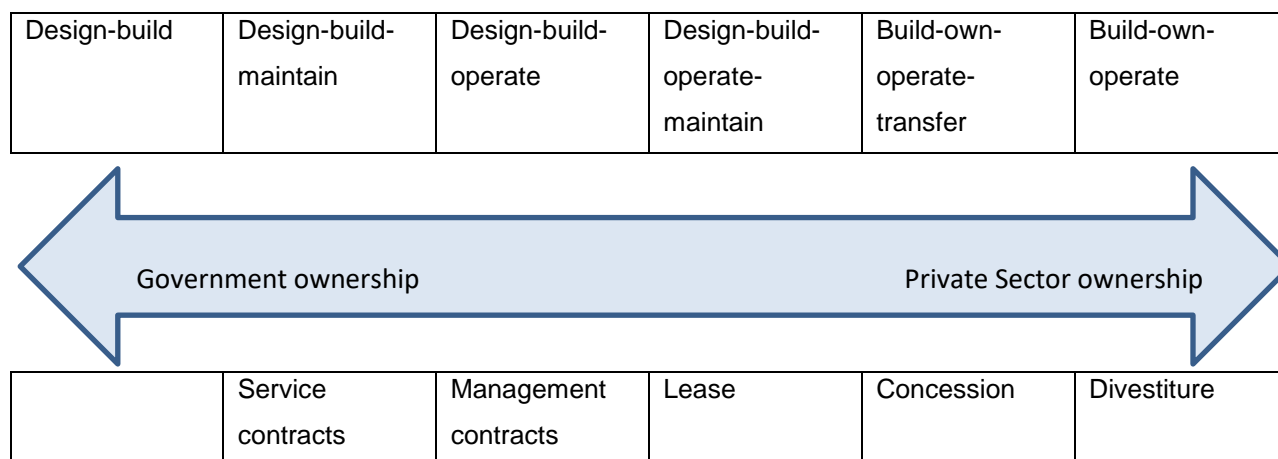 Design-build
Design-build-
maintain
Design-build-
operate
Design-build-
operate-
maintain
Build-own-
operate-
transfer
Build-own-
operate
Government ownership
Private Sector ownership
Service
contracts
Management
contracts
Lease
Concession
Divestiture